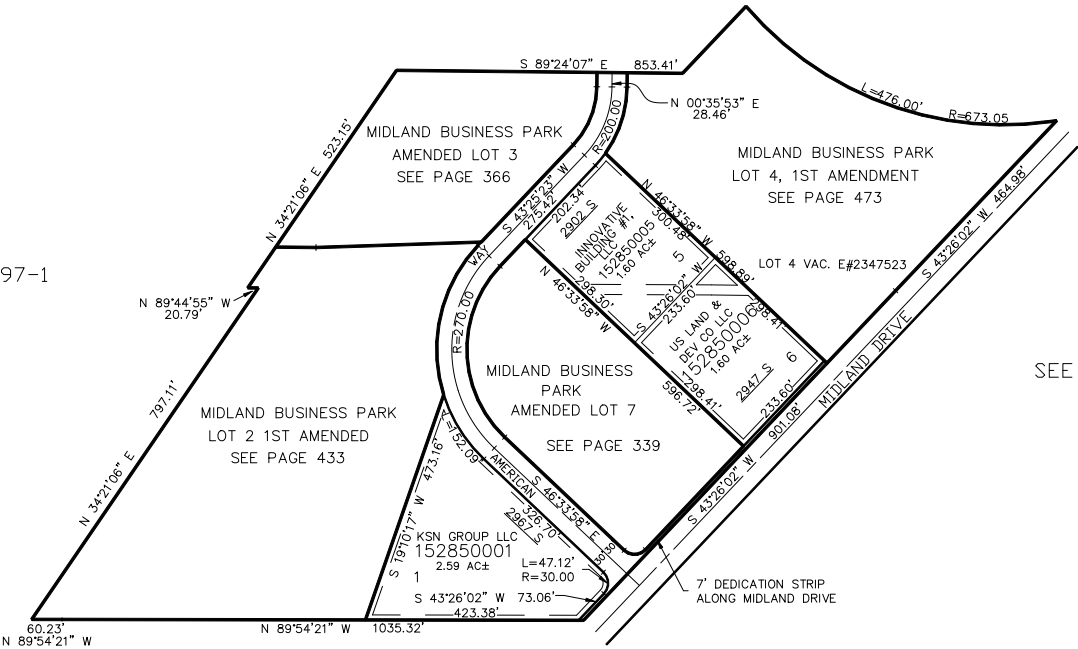 S 89°24'07" E 853.41'
L=476.00'
R=673.05
N 00°35'53" E
28.46'
R=200.00
N 34°21'06" E 523.15'
MIDLAND BUSINESS PARK
AMENDED LOT 3
SEE PAGE 366
MIDLAND BUSINESS PARK
LOT 4, 1ST AMENDMENT
SEE PAGE 473
S 43°25'23" W
275.42'
202.34'
2902 S
INNOVATIVE
BUILDING #1,
LLC
152850005
1.60 AC±
5
N 46°33'58" W
300.48'
598.89'
298.41'
LOT 4 VAC. E#2347523
S 43°26'02" W 464.98'
97-1
N 89°44'55" W
20.79'
WAY
R=270.00
298.30'
N 46°33'58" W
S 43°26'02" W
233.60'
US LAND &
DEV CO LLC
152850006
1.60 AC±
2947 S
6
298.41'
596.72'
233.60'
901.08'
MIDLAND DRIVE
S 43°26'02" W
SEE
MIDLAND BUSINESS
PARK
AMENDED LOT 7
SEE PAGE 339
797.11'
N 34°21'06" E
MIDLAND BUSINESS PARK
LOT 2 1ST AMENDED
SEE PAGE 433
A=152.09
AMERICAN
S 46°33'58" E
326.70'
2967 S
S 19°10'17" W 473.16'
KSN GROUP LLC
152850001
2.59 AC±
1
30'30'
L=47.12'
R=30.00
S 43°26'02" W 73.06'
423.38'
7' DEDICATION STRIP
ALONG MIDLAND DRIVE
60.23'
N 89°54'21" W
N 89°54'21" W 1035.32'